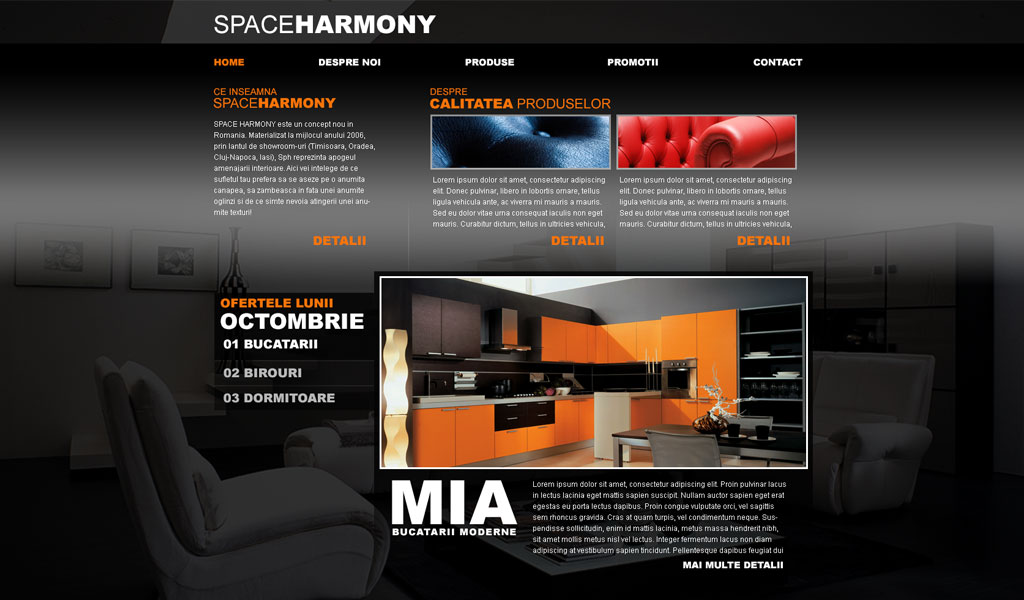 SPACEHARMONY
HOME DESPRE NOI PRODUSE PROMOTII CONTACT
CE INSEAMNA
SPACEHARMONY
SPACE HARMONY este un concept nou in
Romania. Materializat la mijlocul anului 2006,
prin lantul de showroom-uri (Timisoara, Oradea,
Cluj-Napoca, Iasi), Sph reprezinta apogeul
amenajarii interioare. Aici vei intelege de ce
sufletul tau prefera sa se aseze pe o anumita
canapea, sa zambeasca in fata unei anumite
oglinzi si de ce simte nevoia atingerii unei anu-
mite texturi!
DETALII
DESPRE
CALITATEA PRODUSELOR
Lorem ipsum dolor sit amet, consectetur adipiscing
elit. Donec pulvinar, libero in lobortis ornare, tellus
ligula vehicula ante, ac viverra mi mauris a mauris.
Sed eu dolor vitae urna consequat iaculis non eget
mauris. Curabitur dictum, tellus in ultricies vehicula,
DETALII
Lorem ipsum dolor sit amet, consectetur adipiscing
elit. Donec pulvinar, libero in lobortis ornare, tellus
ligula vehicula ante, ac viverra mi mauris a mauris.
Sed eu dolor vitae urna consequat iaculis non eget
mauris. Curabitur dictum, tellus in ultricies vehicula,
DETALII
OFERTELE LUNII
OCTOMBRIE
01 BUCATARII
02 BIROURI
03 DORMITOARE
MIA
BUCATARII MODERNE
Lorem ipsum dolor sit amet, consectetur adipiscing elit. Proin pulvinar lacus
in lectus lacinia eget mattis sapien suscipit. Nullam auctor sapien eget erat
egestas eu porta lectus dapibus. Proin congue vulputate orci, vel sagittis
sem rhoncus gravida. Cras at quam turpis, vel condimentum neque. Sus-
pendisse sollicitudin, enim id mattis lacinia, metus massa hendrerit nibh,
sit amet mollis metus nisl vel lectus. Integer fermentum lacus non diam
adipiscing at vestibulum sapien tincidunt. Pellentesque dapibus feugiat dui
MAI MULTE DETALII